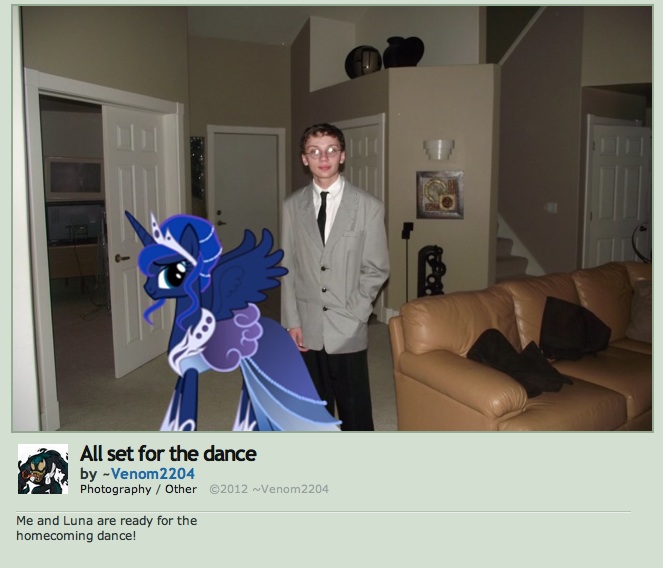 All set for the dance
by ~Venom2204
Photography / Other ©2012 ~Venom2204
Me and Luna are ready for the
homecoming dance!